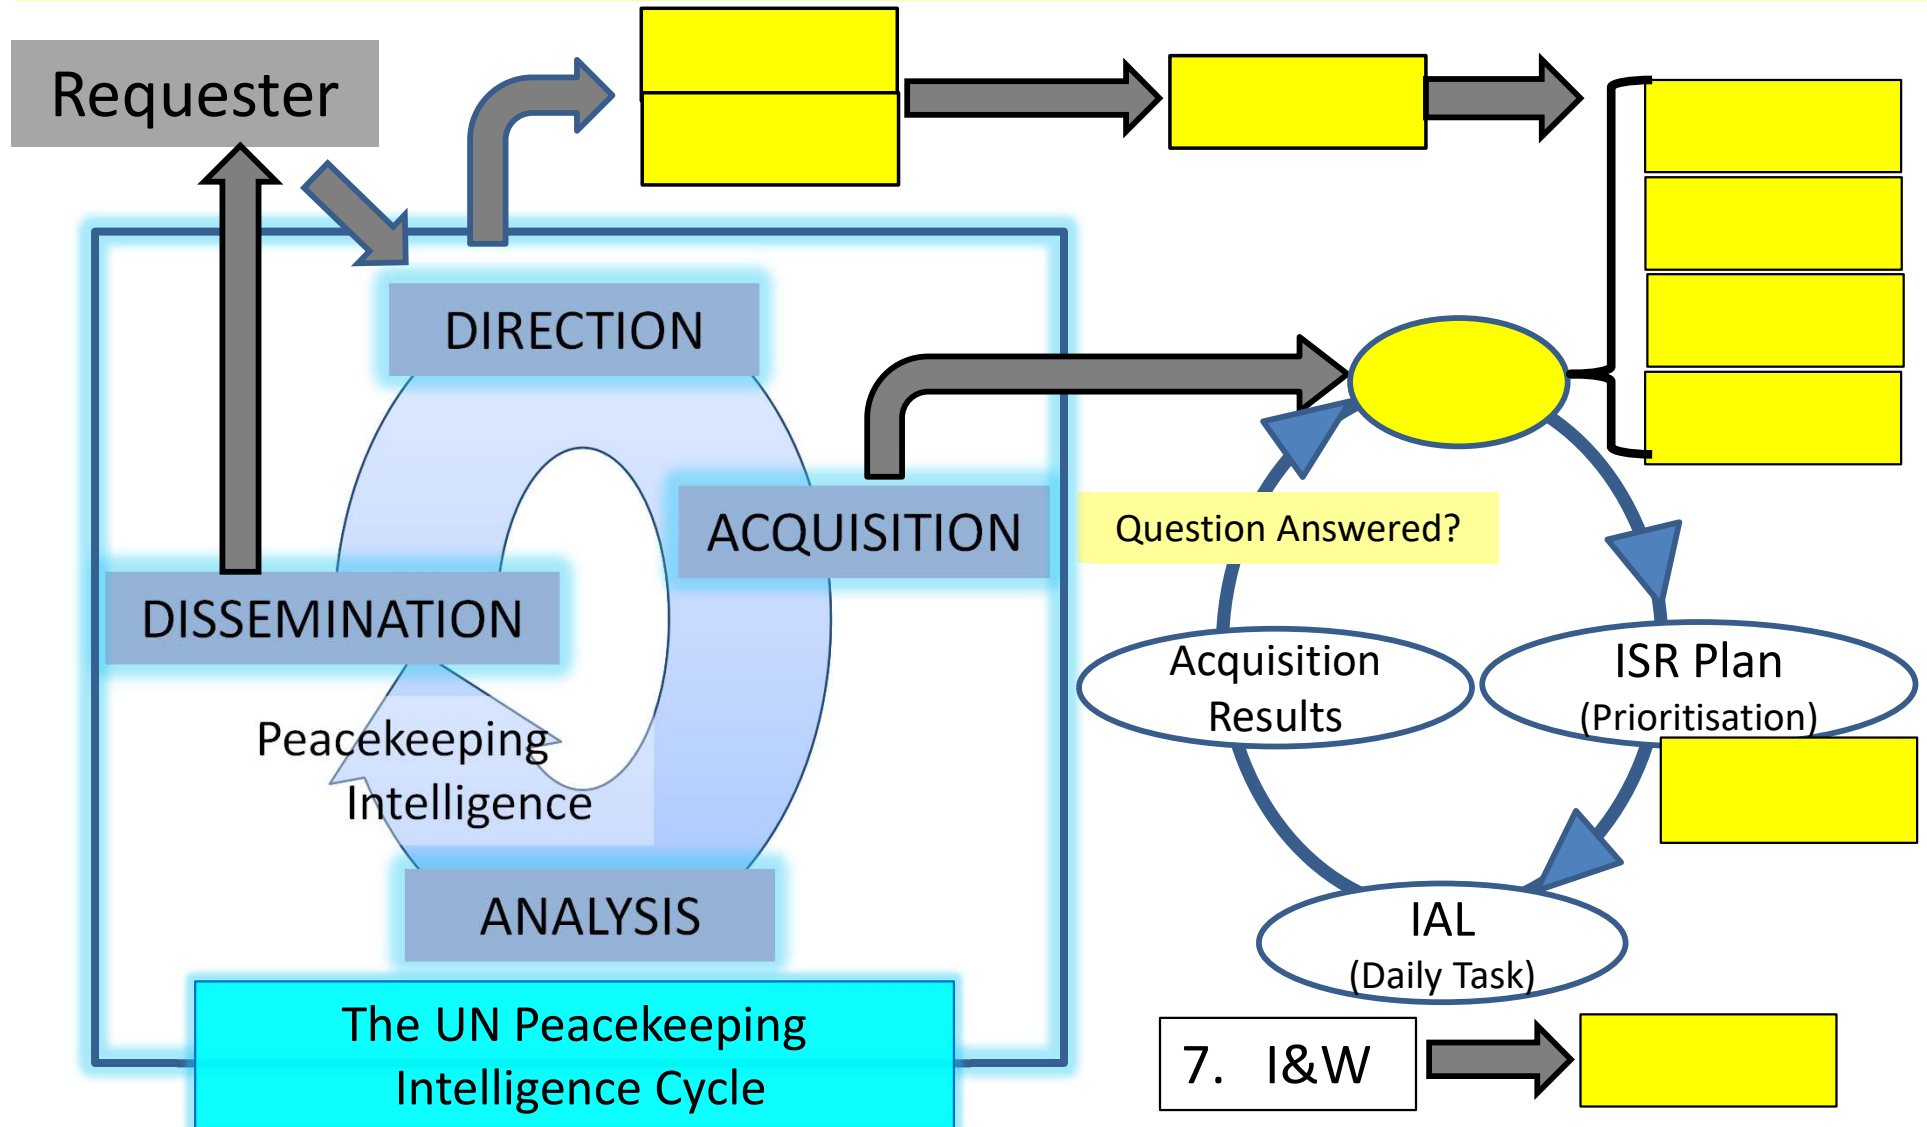 Requester
DIRECTION
ACQUISITION
Question Answered?
DISSEMINATION
Acquisition
Results
ISR Plan
(Prioritisation)
Peacekeeping
Intelligence
ANALYSIS
IAL
(Daily Task)
The UN Peacekeeping
Intelligence Cycle
7. I&W